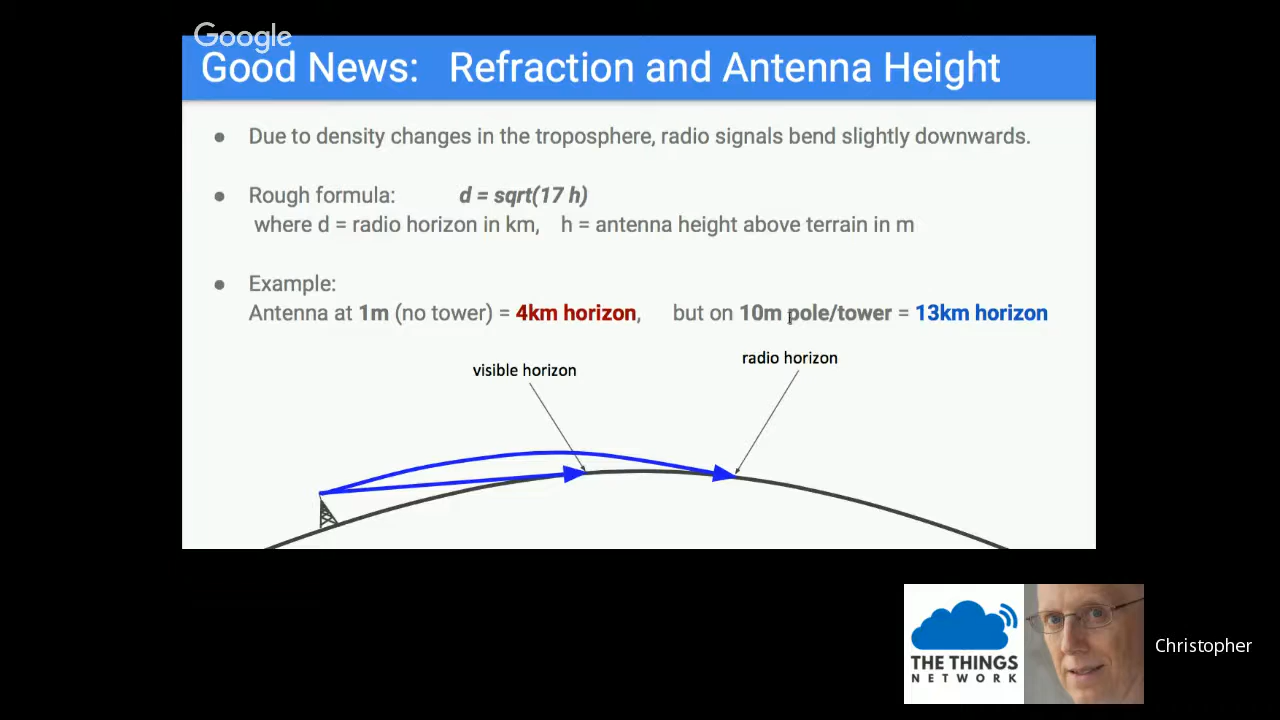 Google
Good News: Refraction and Antenna Height
● Due to density changes in the troposphere, radio signals bend slightly downwards.
● Rough formula: d = sqrt(17 h)
where d = radio horizon in km, h = antenna height above terrain in m
● Example:
Antenna at 1m (no tower) = 4km horizon, but on 10m pole/tower = 13km horizon
visible horizon
radio horizon
THE THINGS
NETWORK
Christopher